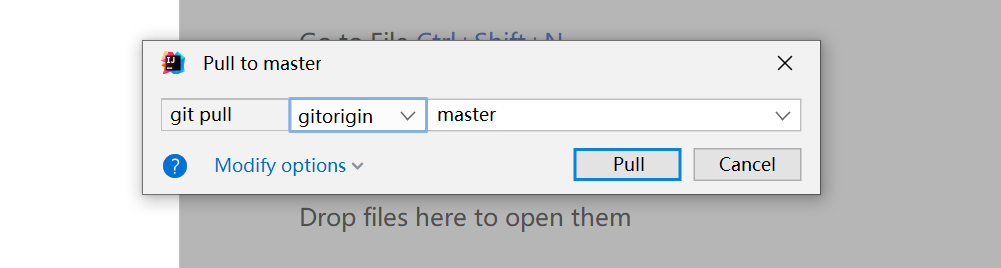 Go to File Ctrl+Shift+N
IJ
Pull to master
git pull gitorigin master
? Modify options Pull Cancel
Drop files here to open them